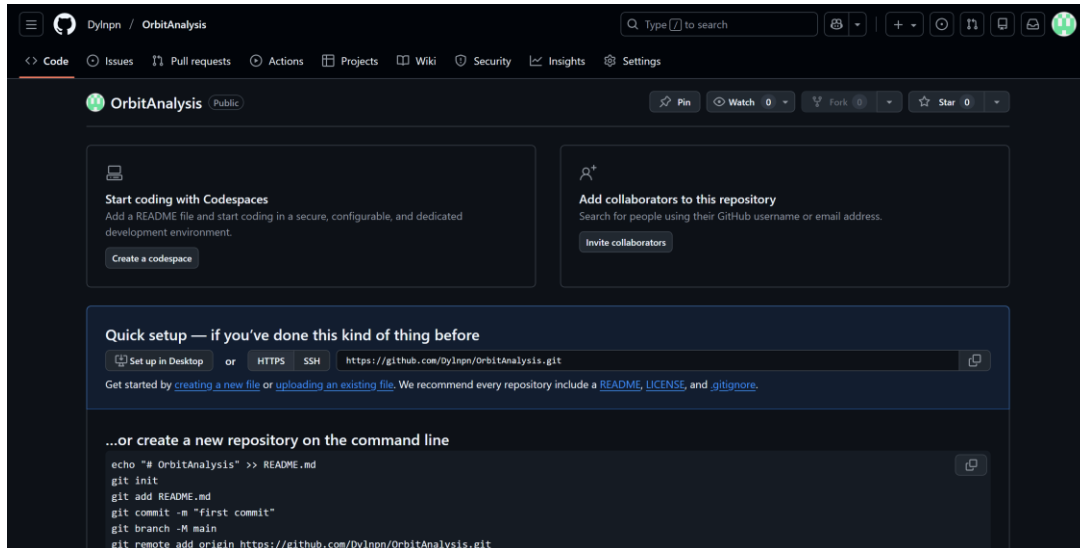 Dylnpn / OrbitAnalysis
Type / to search
Code Issues Pull requests Actions Projects Wiki Security Insights Settings
OrbitAnalysis Public
Pin Watch 0 Fork 0 Star 0
Start coding with Codespaces
Add a README file and start coding in a secure, configurable, and dedicated
development environment.
Create a codespace
Add collaborators to this repository
Search for people using their GitHub username or email address.
Invite collaborators
Quick setup — if you've done this kind of thing before
Set up in Desktop or HTTPS SSH https://github.com/Dylnpn/OrbitAnalysis.git
Get started by creating a new file or uploading an existing file. We recommend every repository include a README, LICENSE, and .gitignore.
...or create a new repository on the command line
echo "# OrbitAnalysis" >> README.md
git init
git add README.md
git commit -m "first commit"
git branch -M main
git remote add origin https://github.com/Dylnpn/OrbitAnalysis.git